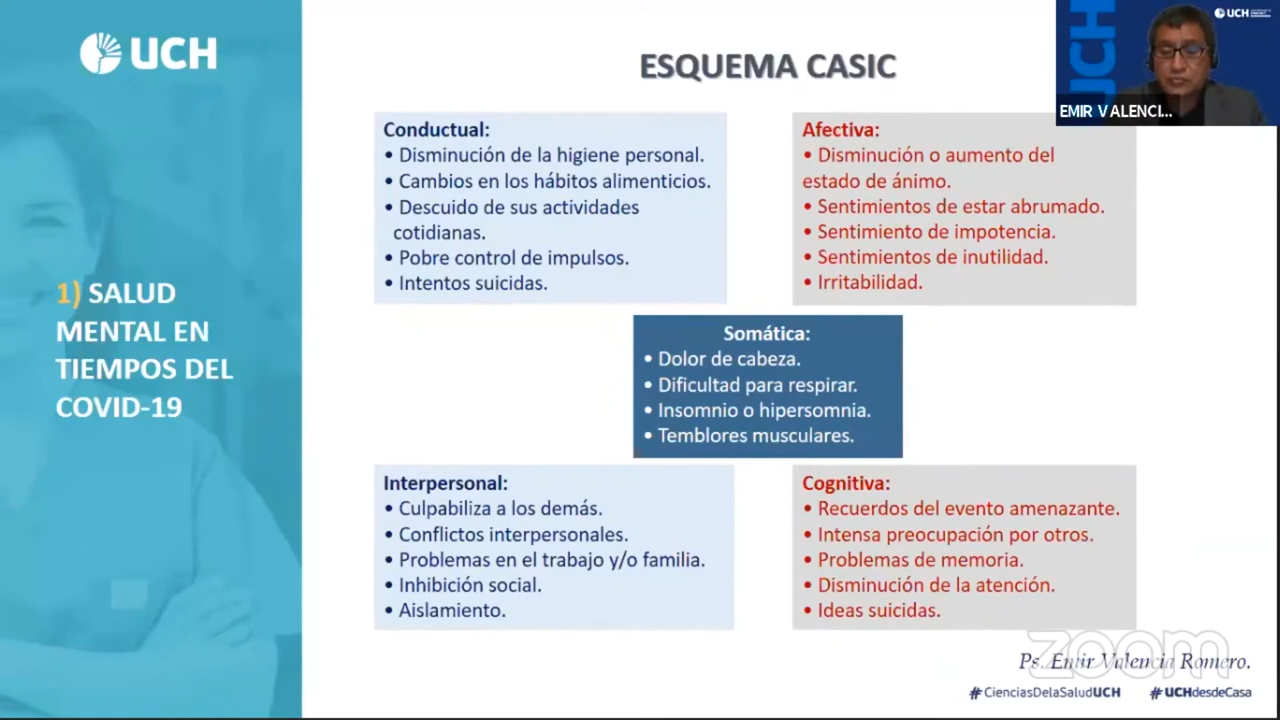 UCH
1) SALUD
MENTAL EN
TIEMPOS DEL
COVID-19
ESQUEMA CASIC
Conductual:
• Disminución de la higiene personal.
• Cambios en los hábitos alimenticios.
• Descuido de sus actividades
cotidianas.
• Pobre control de impulsos.
• Intentos suicidas.
Afectiva:
• Disminución o aumento del
estado de ánimo.
• Sentimientos de estar abrumado.
• Sentimiento de impotencia.
• Sentimientos de inutilidad.
• Irritabilidad.
Somática:
• Dolor de cabeza.
• Dificultad para respirar.
• Insomnio o hipersomnia.
• Temblores musculares.
Interpersonal:
• Culpabiliza a los demás.
• Conflictos interpersonales.
• Problemas en el trabajo y/o familia.
• Inhibición social.
• Aislamiento.
Cognitiva:
• Recuerdos del evento amenazante.
• Intensa preocupación por otros.
• Problemas de memoria.
• Disminución de la atención.
• Ideas suicidas.
zoom
Ps. Emir Valencia Romero.
#CienciasDelaSaludUCH #UCHdesdeCasa
UCH
UCH
EMIR VALENCI...